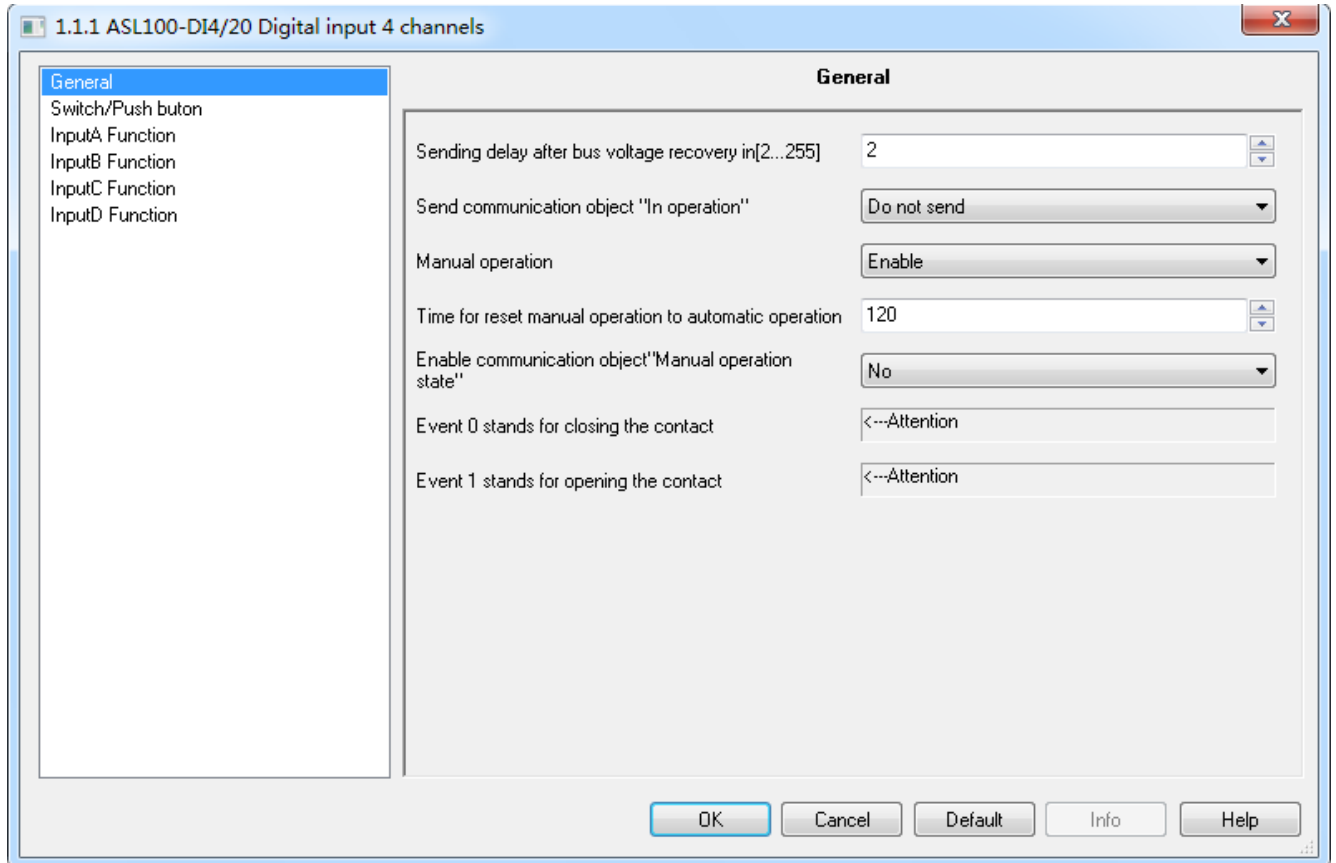 1.1.1 ASL100-DI4/20 Digital input 4 channels
General
Switch/Push buton
InputA Function
InputB Function
InputC Function
InputD Function
General
Sending delay after bus voltage recovery in[2...255]
2
Send communication object "In operation"
Do not send
Manual operation
Enable
Time for reset manual operation to automatic operation
120
Enable communication object"Manual operation
state"
No
Event 0 stands for closing the contact
<---Attention
Event 1 stands for opening the contact
<---Attention
OK
Cancel
Default
Info
Help